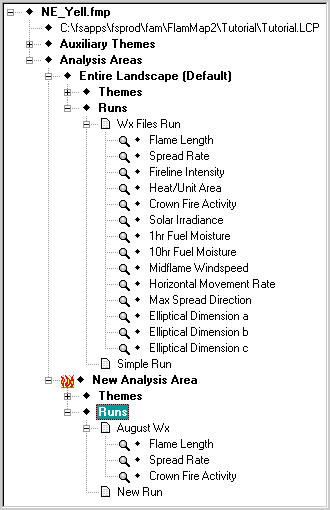 NE_Yell.fmp
C:\fsapps\fsprod\fam\FlamMap2\Tutorial\Tutorial.LCP
Auxiliary Themes
Analysis Areas
Entire Landscape (Default)
Themes
Runs
Wx Files Run
Flame Length
Spread Rate
Fireline Intensity
Heat/Unit Area
Crown Fire Activity
Solar Irradiance
1hr Fuel Moisture
10hr Fuel Moisture
Midflame Windspeed
Horizontal Movement Rate
Max Spread Direction
Elliptical Dimension a
Elliptical Dimension b
Elliptical Dimension c
Simple Run
New Analysis Area
Themes
Runs
August Wx
Flame Length
Spread Rate
Crown Fire Activity
New Run